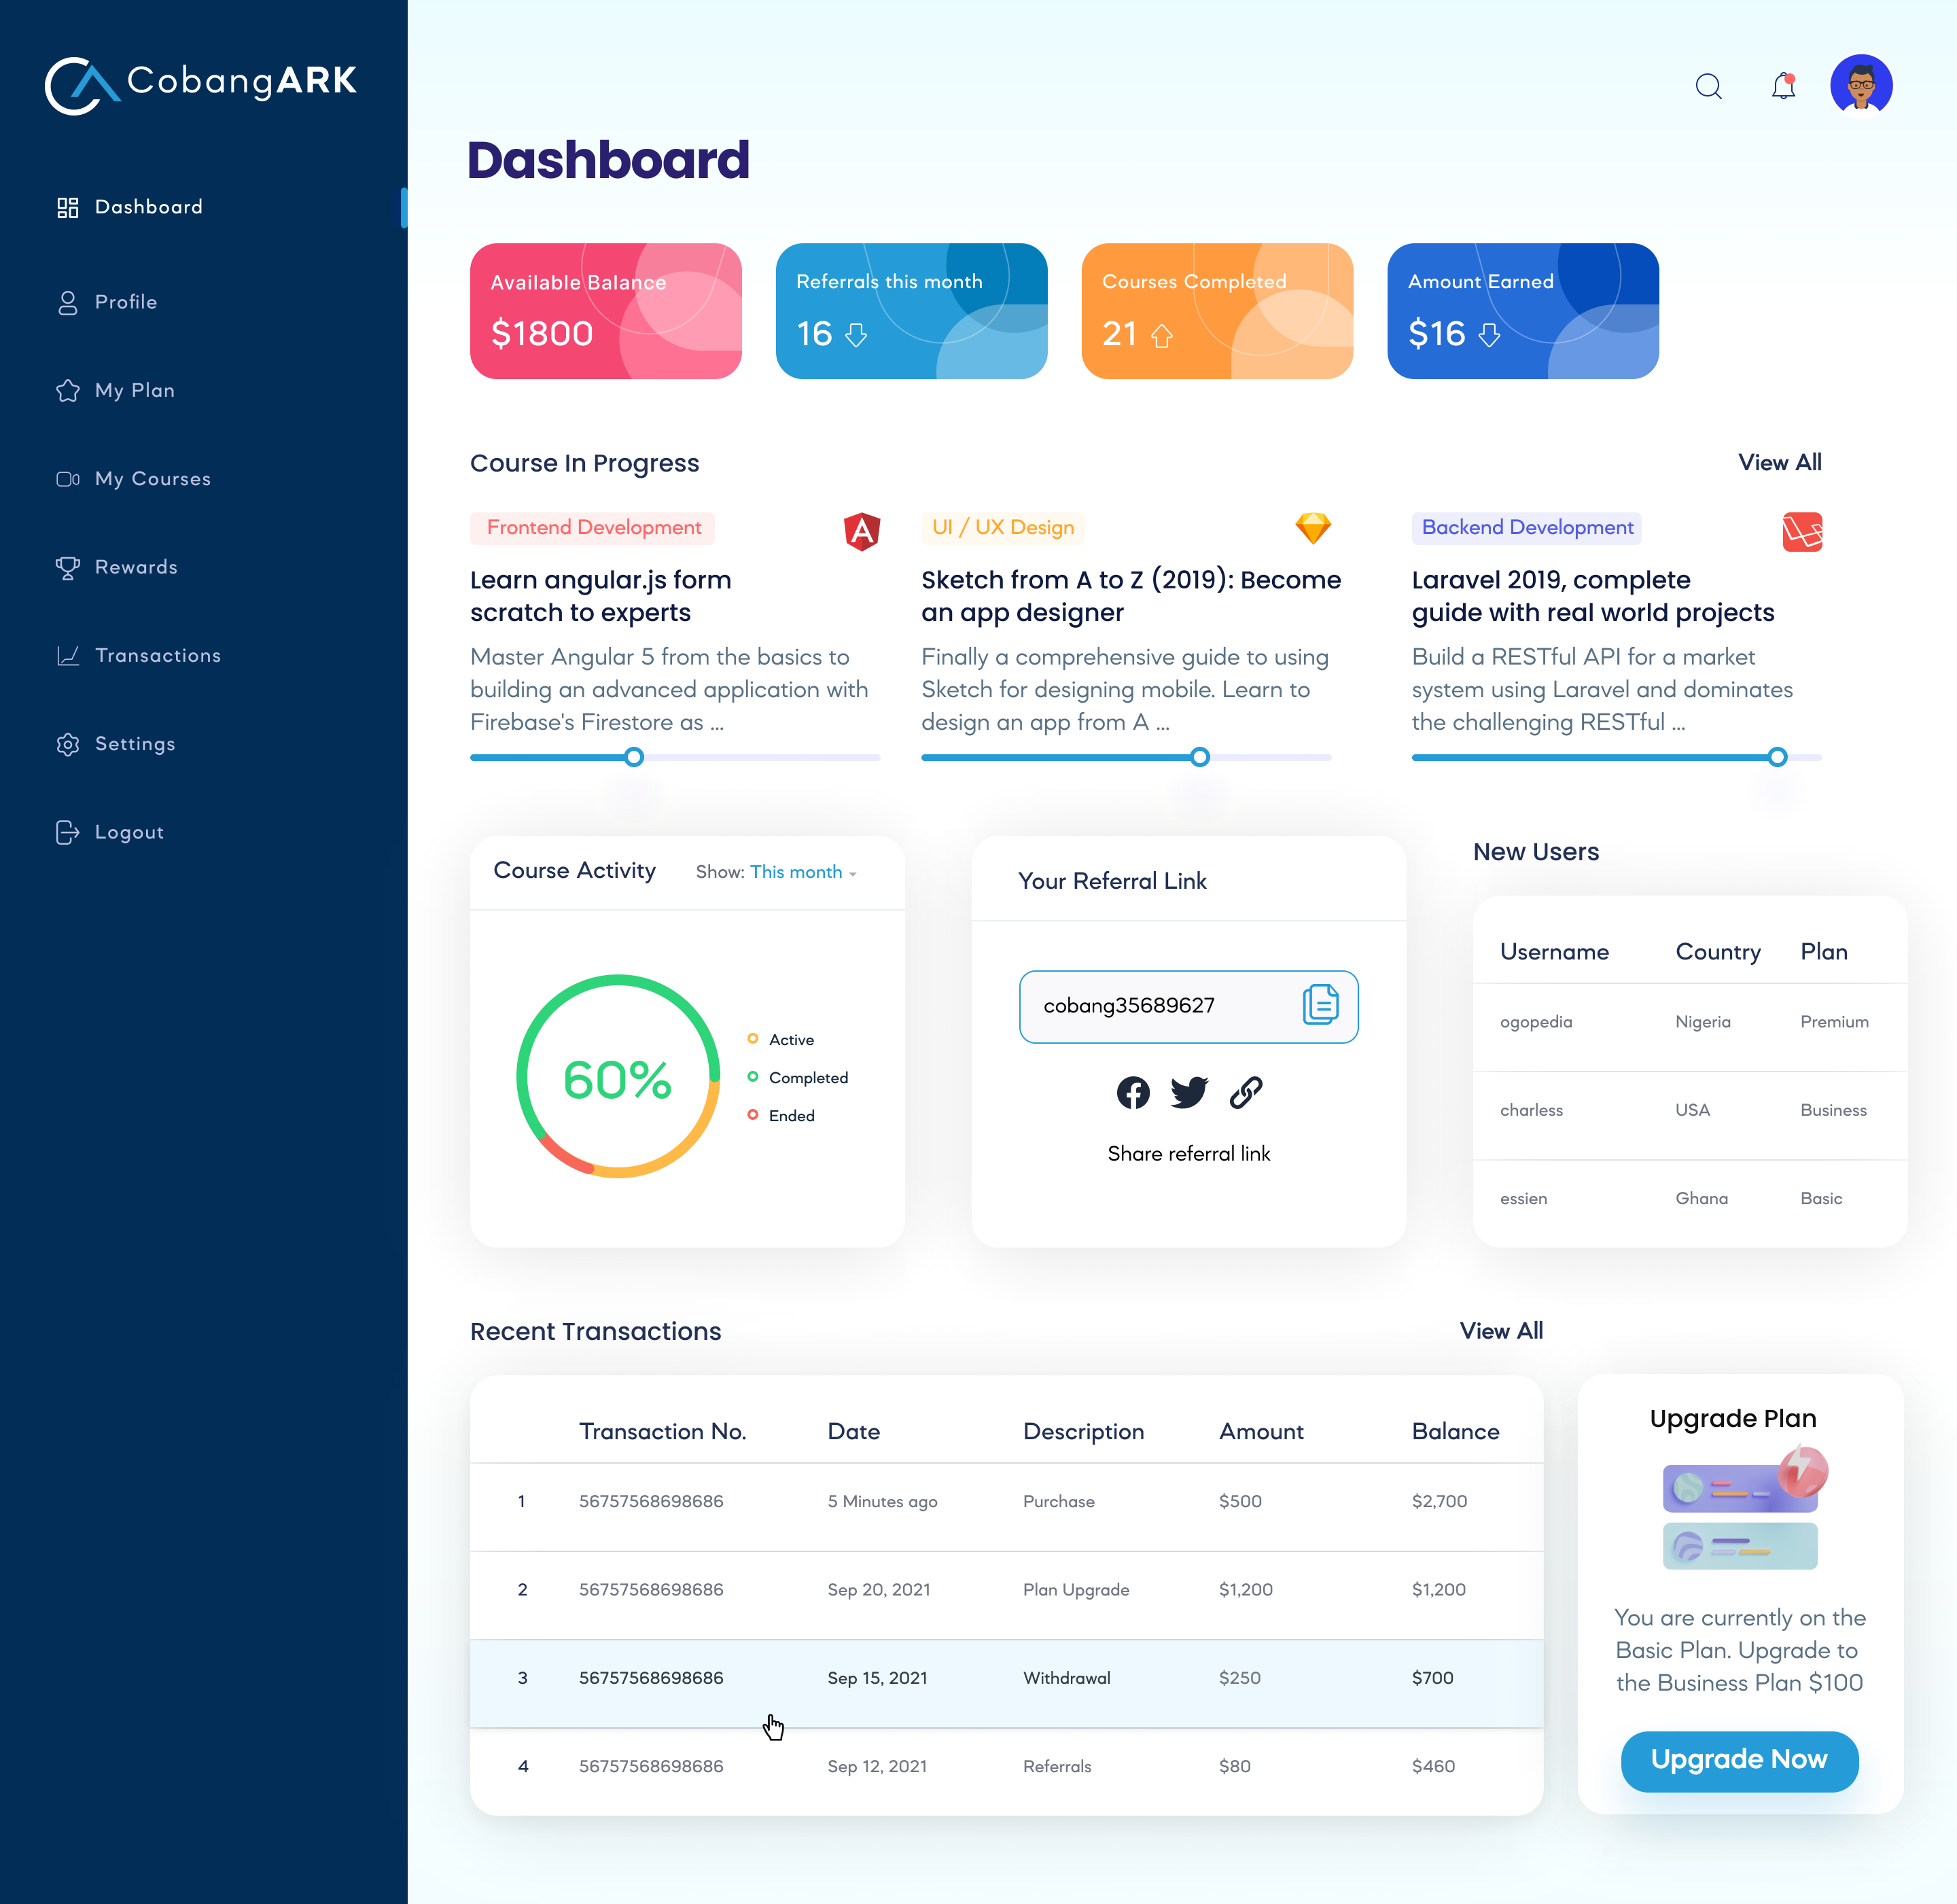 CobangARK
Dashboard
Profile
My Plan
My Courses
Rewards
Transactions
Settings
Logout
Dashboard
Available Balance
$1800
Referrals this month
16
Courses Completed
21
Amount Earned
$16
Course In Progress
View All
Frontend Development
Learn angular.js form
scratch to experts
Master Angular 5 from the basics to
building an advanced application with
Firebase's Firestore as ...
UI / UX Design
Sketch from A to Z (2019): Become
an app designer
Finally a comprehensive guide to using
Sketch for designing mobile. Learn to
design an app from A ...
Backend Development
Laravel 2019, complete
guide with real world projects
Build a RESTful API for a market
system using Laravel and dominates
the challenging RESTful ...
Course Activity
Show: This month
60%
Active
Completed
Ended
Your Referral Link
cobang35689627
Share referral link
New Users
Username Country Plan
ogopedia Nigeria Premium
charless USA Business
essien Ghana Basic
Recent Transactions
View All
Transaction No. Date Description Amount Balance
1 56757568698686 5 Minutes ago Purchase $500 $2,700
2 56757568698686 Sep 20, 2021 Plan Upgrade $1,200 $1,200
3 56757568698686 Sep 15, 2021 Withdrawal $250 $700
4 56757568698686 Sep 12, 2021 Referrals $80 $460
Upgrade Plan
You are currently on the
Basic Plan. Upgrade to
the Business Plan $100
Upgrade Now